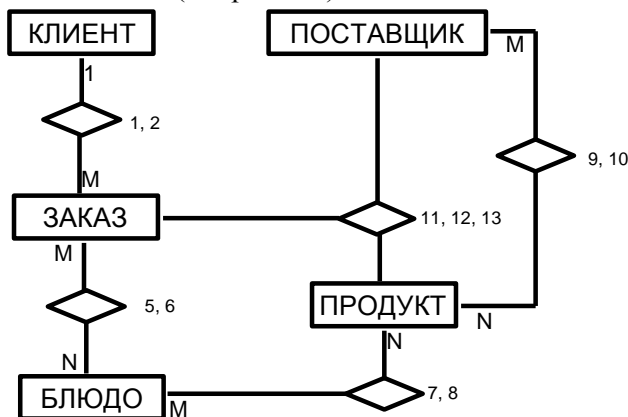 КЛИЕНТ
ПОСТАВЩИК
M
1
1, 2
9, 10
M
ЗАКАЗ
11, 12, 13
M
5, 6
ПРОДУКТ
N
N
N
БЛЮДО
M
7, 8